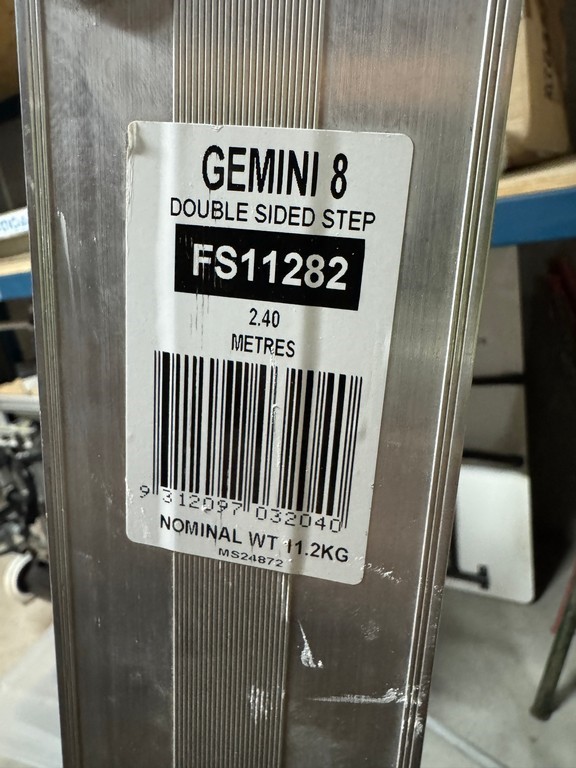 GEMINI 8
DOUBLE SIDED STEP
FS11282
2.40
METRES
9 312097 032040
NOMINAL WT 11.2KG
MS24872